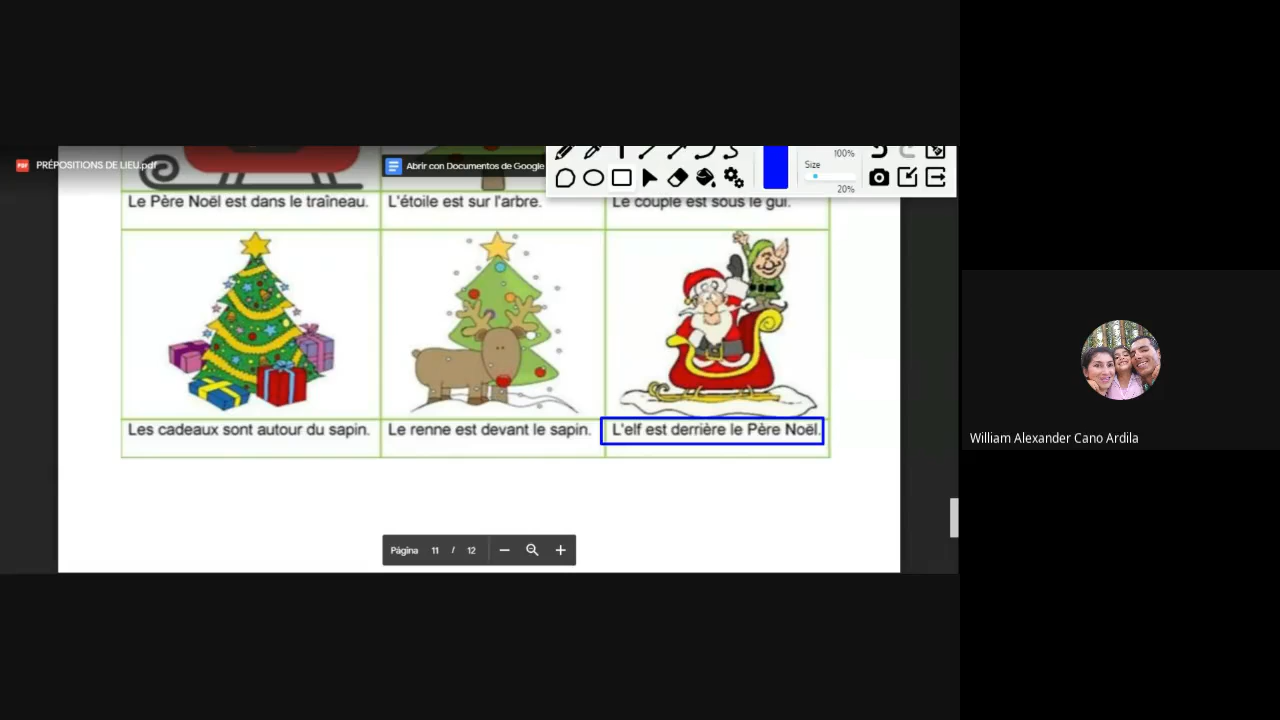 PRÉPOSITIONS DE LIEU.pdf
Abrir con Documentos de Google
100%
Size
20%
Le Père Noël est dans le traîneau.
L'étoile est sur l'arbre.
Le couple est sous le gui.
Les cadeaux sont autour du sapin.
Le renne est devant le sapin.
L'elf est derrière le Père Noël.
William Alexander Cano Ardila
Página 11 / 12